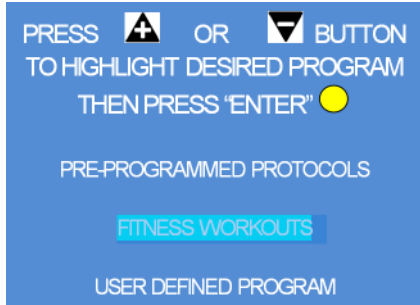 PRESS + OR - BUTTON
TO HIGHLIGHT DESIRED PROGRAM
THEN PRESS “ENTER”
PRE-PROGRAMMED PROTOCOLS
FITNESS WORKOUTS
USER DEFINED PROGRAM